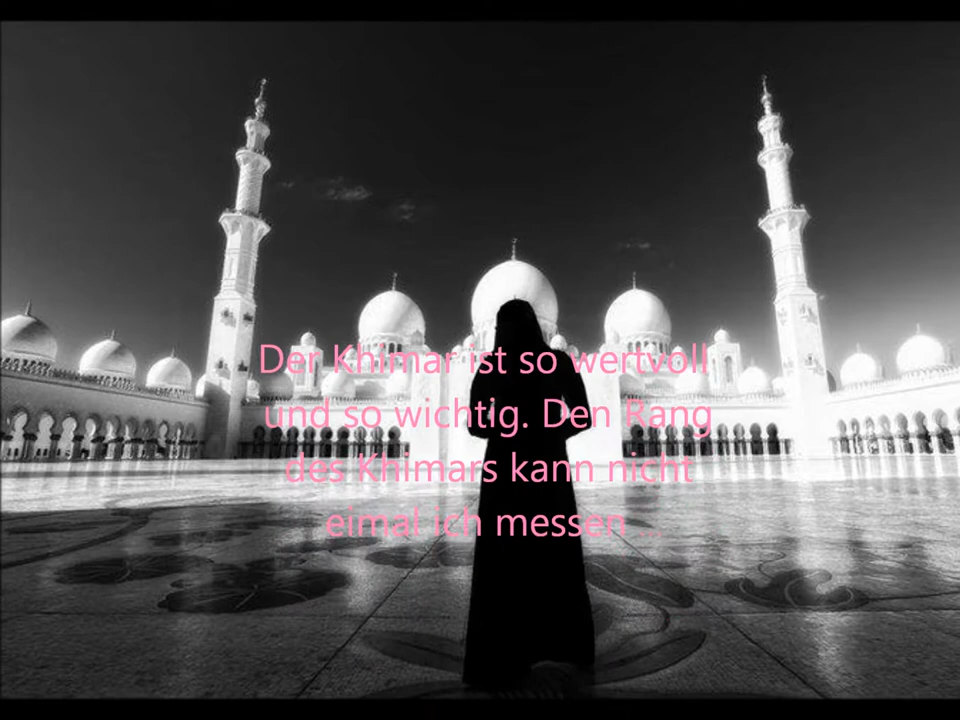 Der Khimar ist so wertvoll
und so wichtig. Den Rang
des Khimars kann nicht
eimal ich messen ...